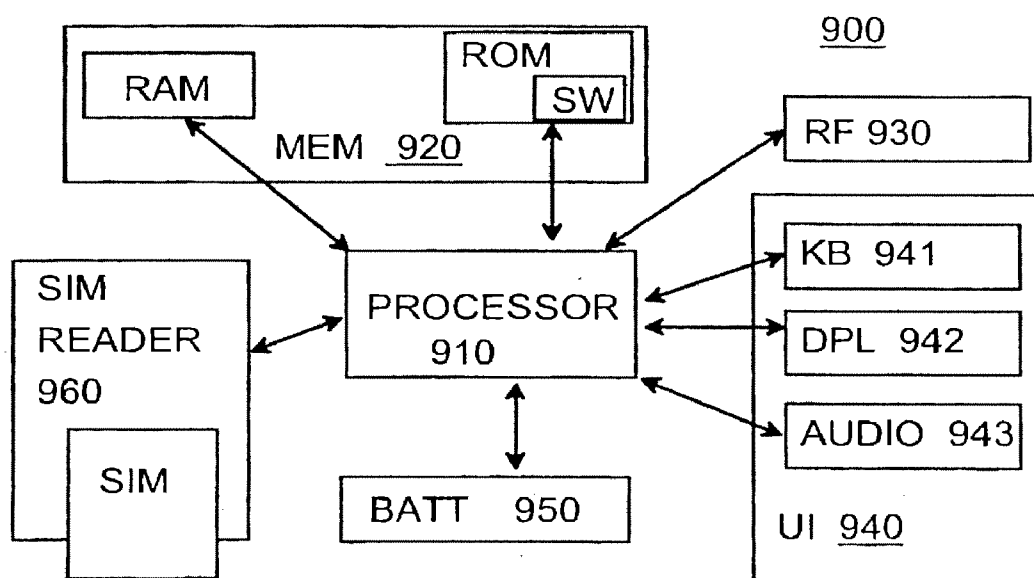 900
RAM
ROM
SW
MEM 920
RF 930
KB 941
DPL 942
AUDIO 943
UI 940
PROCESSOR
910
SIM
READER
960
SIM
BATT 950